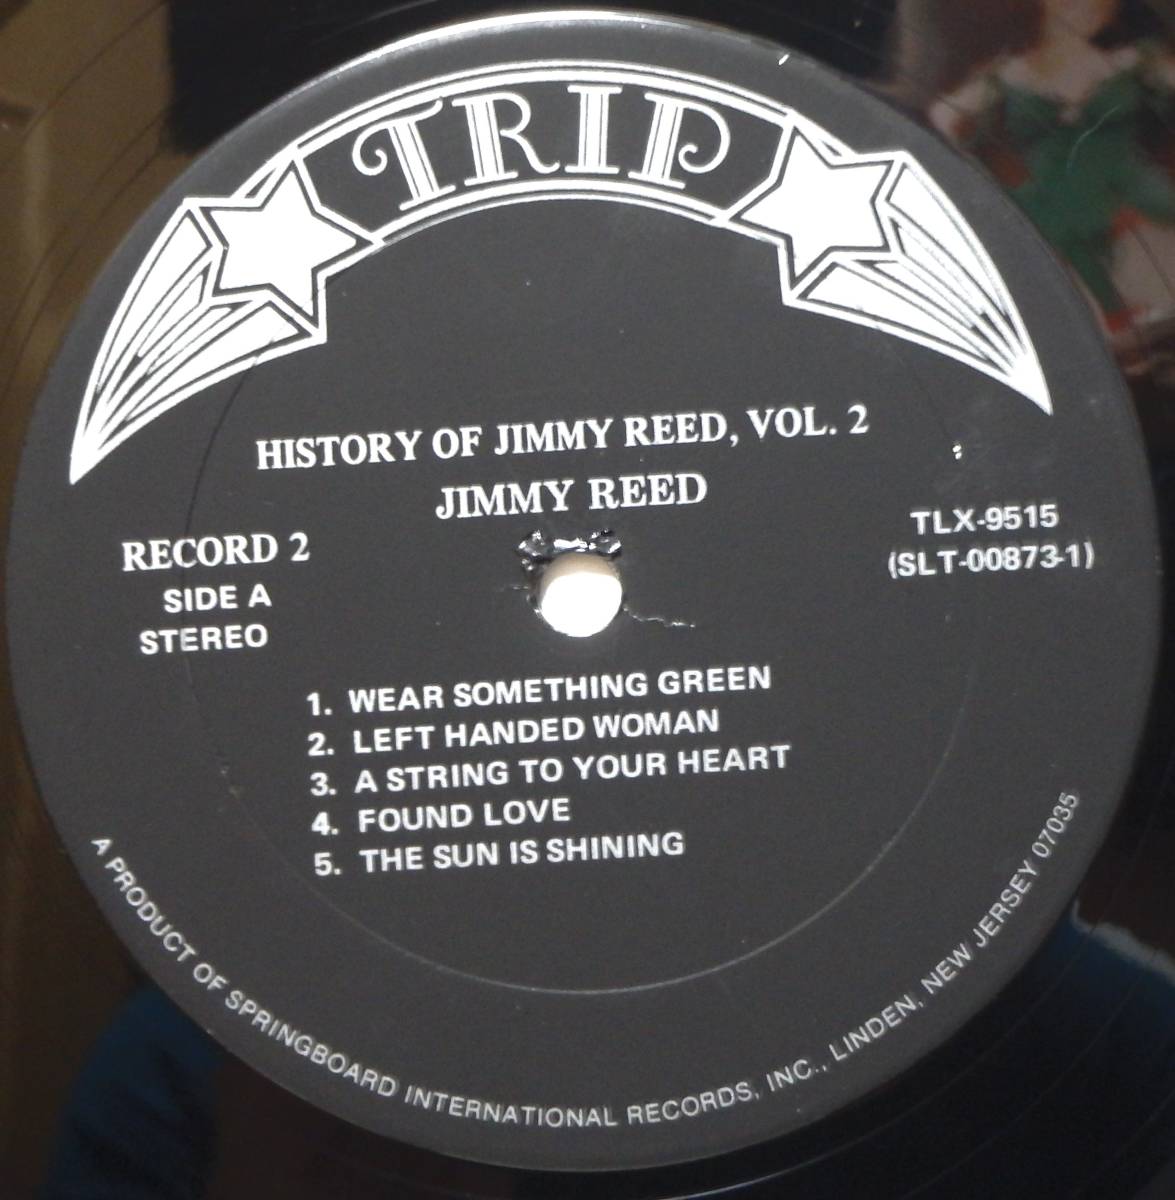 TRIP
HISTORY OF JIMMY REED, VOL. 2
JIMMY REED
RECORD 2
SIDE A
STEREO
TLX-9515
(SLT-00873-1)
1. WEAR SOMETHING GREEN
2. LEFT HANDED WOMAN
3. A STRING TO YOUR HEART
4. FOUND LOVE
5. THE SUN IS SHINING
A PRODUCT OF SPRINGBOARD INTERNATIONAL RECORDS, INC., LINDEN, NEW JERSEY 07035